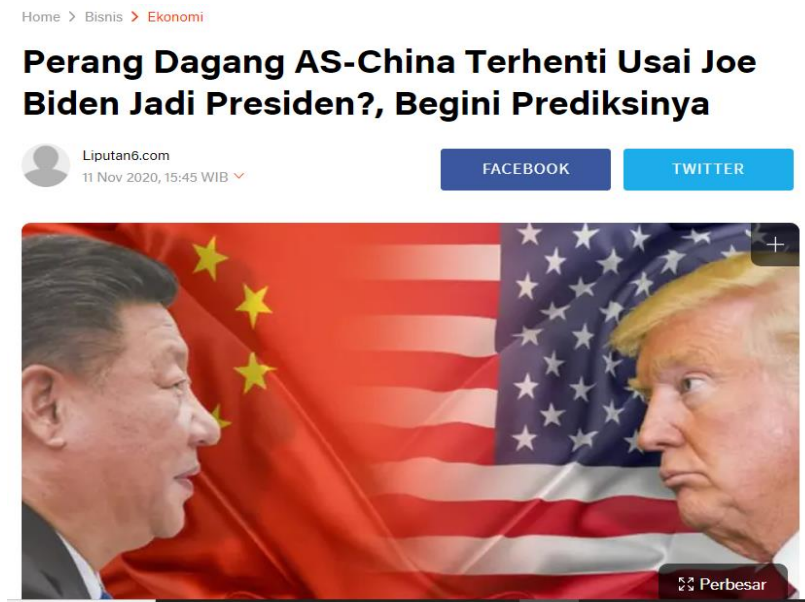 Home > Bisnis > Ekonomi
Perang Dagang AS-China Terhenti Usai Joe
Biden Jadi Presiden?, Begini Prediksinya
Liputan6.com
11 Nov 2020, 15:45 WIB
FACEBOOK
TWITTER
Perbesar